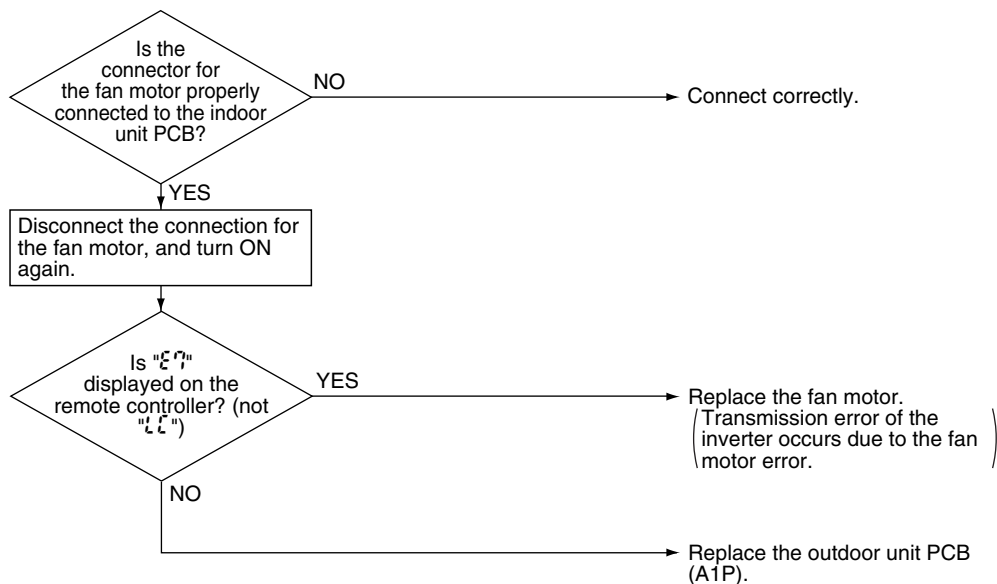 Is the
connector for
the fan motor properly
connected to the indoor
unit PCB?
NO
Connect correctly.
YES
Disconnect the connection for
the fan motor, and turn ON
again.
Is "E7"
displayed on the
remote controller? (not
"LC")
YES
Replace the fan motor.
(Transmission error of the
inverter occurs due to the fan
motor error.)
NO
Replace the outdoor unit PCB
(A1P).